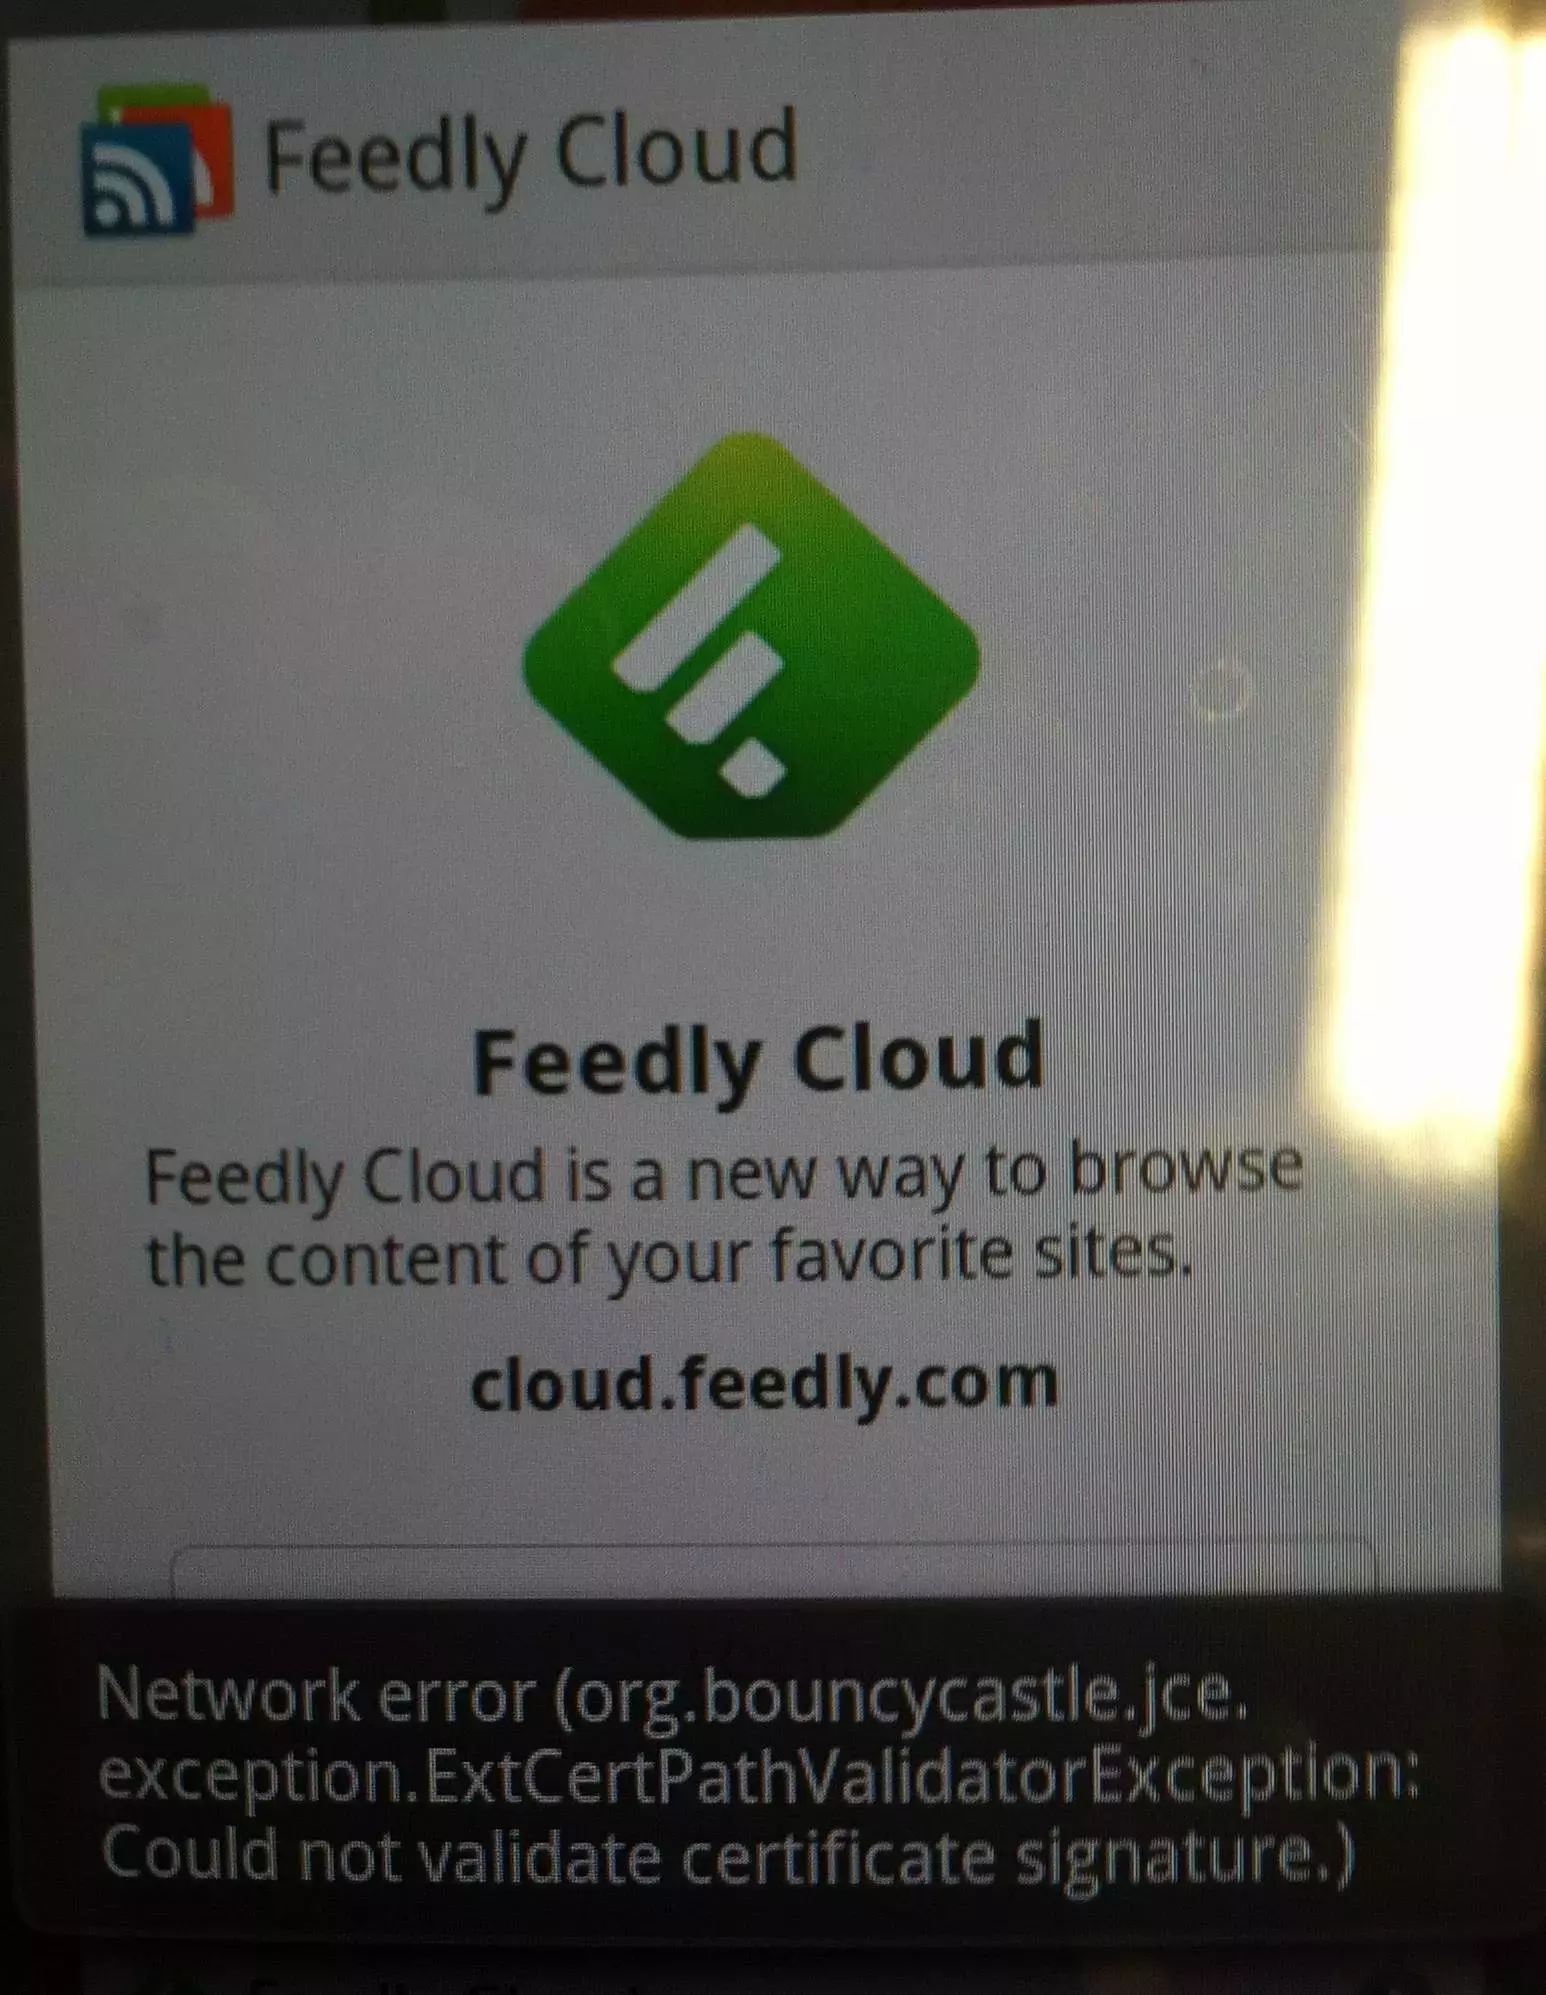 Feedly Cloud
Feedly Cloud
Feedly Cloud is a new way to browse
the content of your favorite sites.
cloud.feedly.com
Network error (org.bouncycastle.jce.
exception.ExtCertPathValidatorException:
Could not validate certificate signature.)